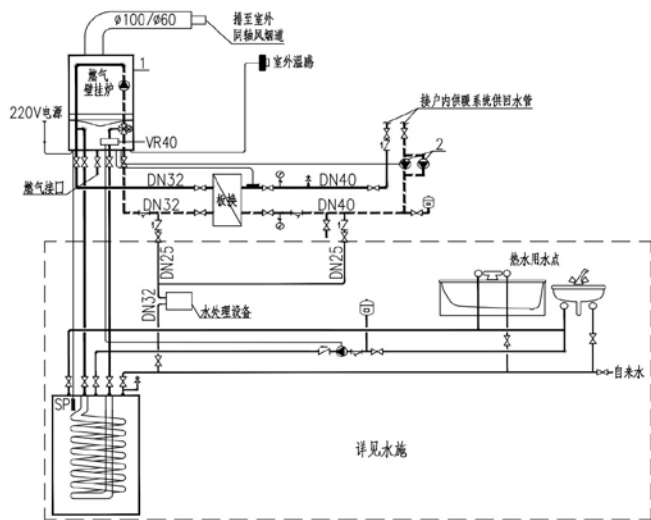 ø100/ø60
排至室外
同轴风烟道
1
燃气
壁挂炉
室外温感
220V电源
接户内供暖系统供回水管
VR40
2
燃气接口
DN32
DN40
板换
DN32
DN40
DN25
DN25
热水用水点
DN32
水处理设备
自来水
SP
详见水施